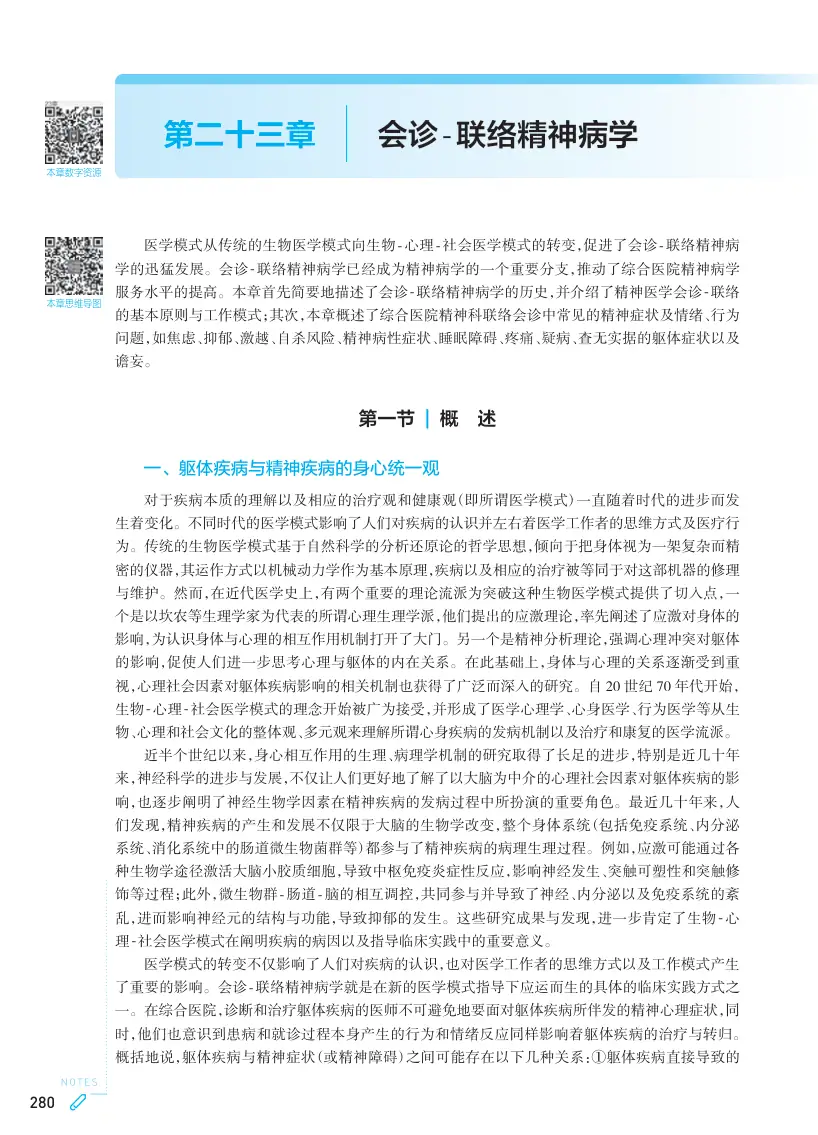 第二十三章
会诊-联络精神病学
本章数字资源
本章思维导图
医学模式从传统的生物医学模式向生物-心理-社会医学模式的转变,促进了会诊-联络精神病
学的迅猛发展。会诊-联络精神病学已经成为精神病学的一个重要分支,推动了综合医院精神病学
服务水平的提高。本章首先简要地描述了会诊-联络精神病学的历史,并介绍了精神医学会诊-联络
的基本原则与工作模式;其次,本章概述了综合医院精神科联络会诊中常见的精神症状及情绪、行为
问题,如焦虑、抑郁、激越、自杀风险、精神病性症状、睡眠障碍、疼痛、疑病、查无实据的躯体症状以及
谵妄。
第一节 | 概 述
一、躯体疾病与精神疾病的身心统一观
对于疾病本质的理解以及相应的治疗观和健康观(即所谓医学模式)一直随着时代的进步而发
生着变化。不同时代的医学模式影响了人们对疾病的认识并左右着医学工作者的思维方式及医疗行
为。传统的生物医学模式基于自然科学的分析还原论的哲学思想,倾向于把身体视为一架复杂而精
密的仪器,其运作方式以机械动力学作为基本原理,疾病以及相应的治疗被等同于对这部机器的修理
与维护。然而,在近代医学史上,有两个重要的理论流派为突破这种生物医学模式提供了切入点,一
个是以坎农等生理学家为代表的所谓心理生理学派,他们提出的应激理论,率先阐述了应激对身体的
影响,为认识身体与心理的相互作用机制打开了大门。另一个是精神分析理论,强调心理冲突对躯体
的影响,促使人们进一步思考心理与躯体的内在关系。在此基础上,身体与心理的关系逐渐受到重
视,心理社会因素对躯体疾病影响的相关机制也获得了广泛而深入的研究。自 20 世纪 70 年代开始,
生物-心理-社会医学模式的理念开始被广为接受,并形成了医学心理学、心身医学、行为医学等从生
物、心理和社会文化的整体观、多元观来理解所谓心身疾病的发病机制以及治疗和康复的医学流派。
近半个世纪以来,身心相互作用的生理、病理学机制的研究取得了长足的进步,特别是近几十年
来,神经科学的进步与发展,不仅让人们更好地了解了以大脑为中介的心理社会因素对躯体疾病的影
响,也逐步阐明了神经生物学因素在精神疾病的发病过程中所扮演的重要角色。最近几十年来,人
们发现,精神疾病的产生和发展不仅限于大脑的生物学改变,整个身体系统(包括免疫系统、内分泌
系统、消化系统中的肠道微生物菌群等)都参与了精神疾病的病理生理过程。例如,应激可能通过各
种生物学途径激活大脑小胶质细胞,导致中枢免疫炎症性反应,影响神经发生、突触可塑性和突触修
饰等过程;此外,微生物群-肠道-脑的相互调控,共同参与并导致了神经、内分泌以及免疫系统的紊
乱,进而影响神经元的结构与功能,导致抑郁的发生。这些研究成果与发现,进一步肯定了生物-心
理-社会医学模式在阐明疾病的病因以及指导临床实践中的重要意义。
医学模式的转变不仅影响了人们对疾病的认识,也对医学工作者的思维方式以及工作模式产生
了重要的影响。会诊-联络精神病学就是在新的医学模式指导下应运而生的具体的临床实践方式之
一。在综合医院,诊断和治疗躯体疾病的医师不可避免地要面对躯体疾病所伴发的精神心理症状,同
时,他们也意识到患病和就诊过程本身产生的行为和情绪反应同样影响着躯体疾病的治疗与转归。
概括地说,躯体疾病与精神症状(或精神障碍)之间可能存在以下几种关系:①躯体疾病直接导致的
NOTES
280